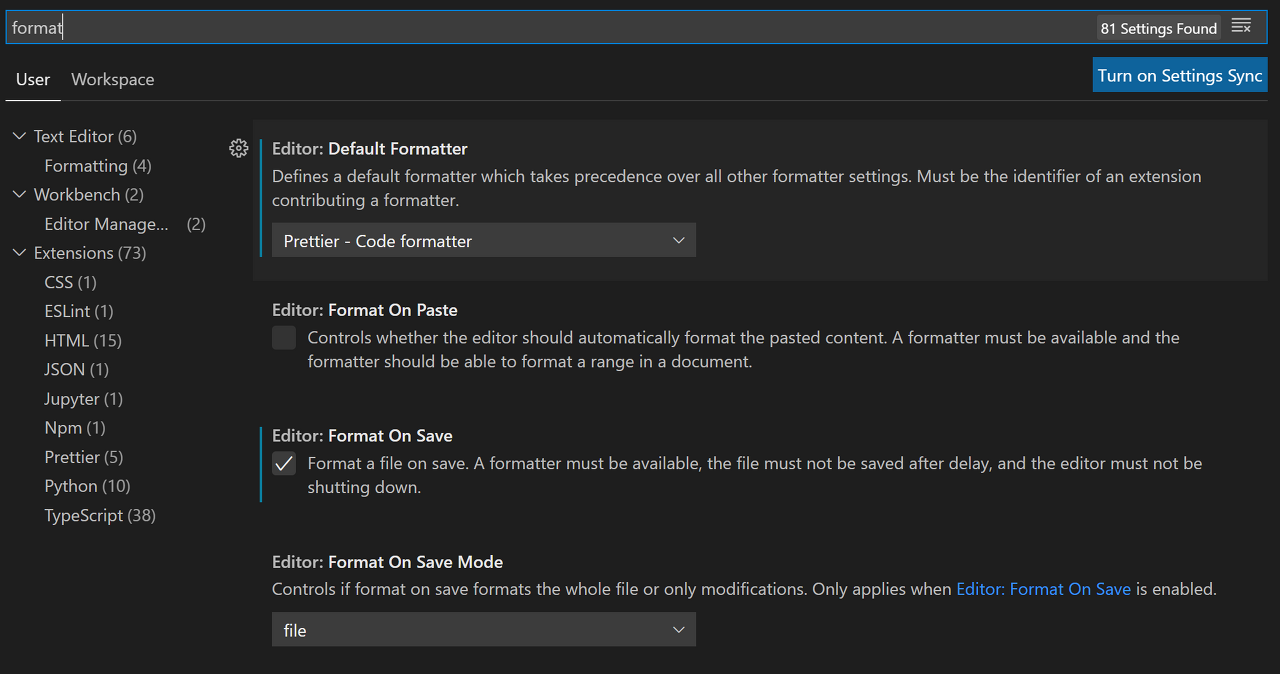 format
81 Settings Found
User Workspace
Turn on Settings Sync
Text Editor (6)
Formatting (4)
Workbench (2)
Editor Manage... (2)
Extensions (73)
CSS (1)
ESLint (1)
HTML (15)
JSON (1)
Jupyter (1)
Npm (1)
Prettier (5)
Python (10)
TypeScript (38)
Editor: Default Formatter
Defines a default formatter which takes precedence over all other formatter settings. Must be the identifier of an extension
contributing a formatter.
Prettier - Code formatter
Editor: Format On Paste
Controls whether the editor should automatically format the pasted content. A formatter must be available and the
formatter should be able to format a range in a document.
Editor: Format On Save
Format a file on save. A formatter must be available, the file must not be saved after delay, and the editor must not be
shutting down.
Editor: Format On Save Mode
Controls if format on save formats the whole file or only modifications. Only applies when Editor: Format On Save is enabled.
file